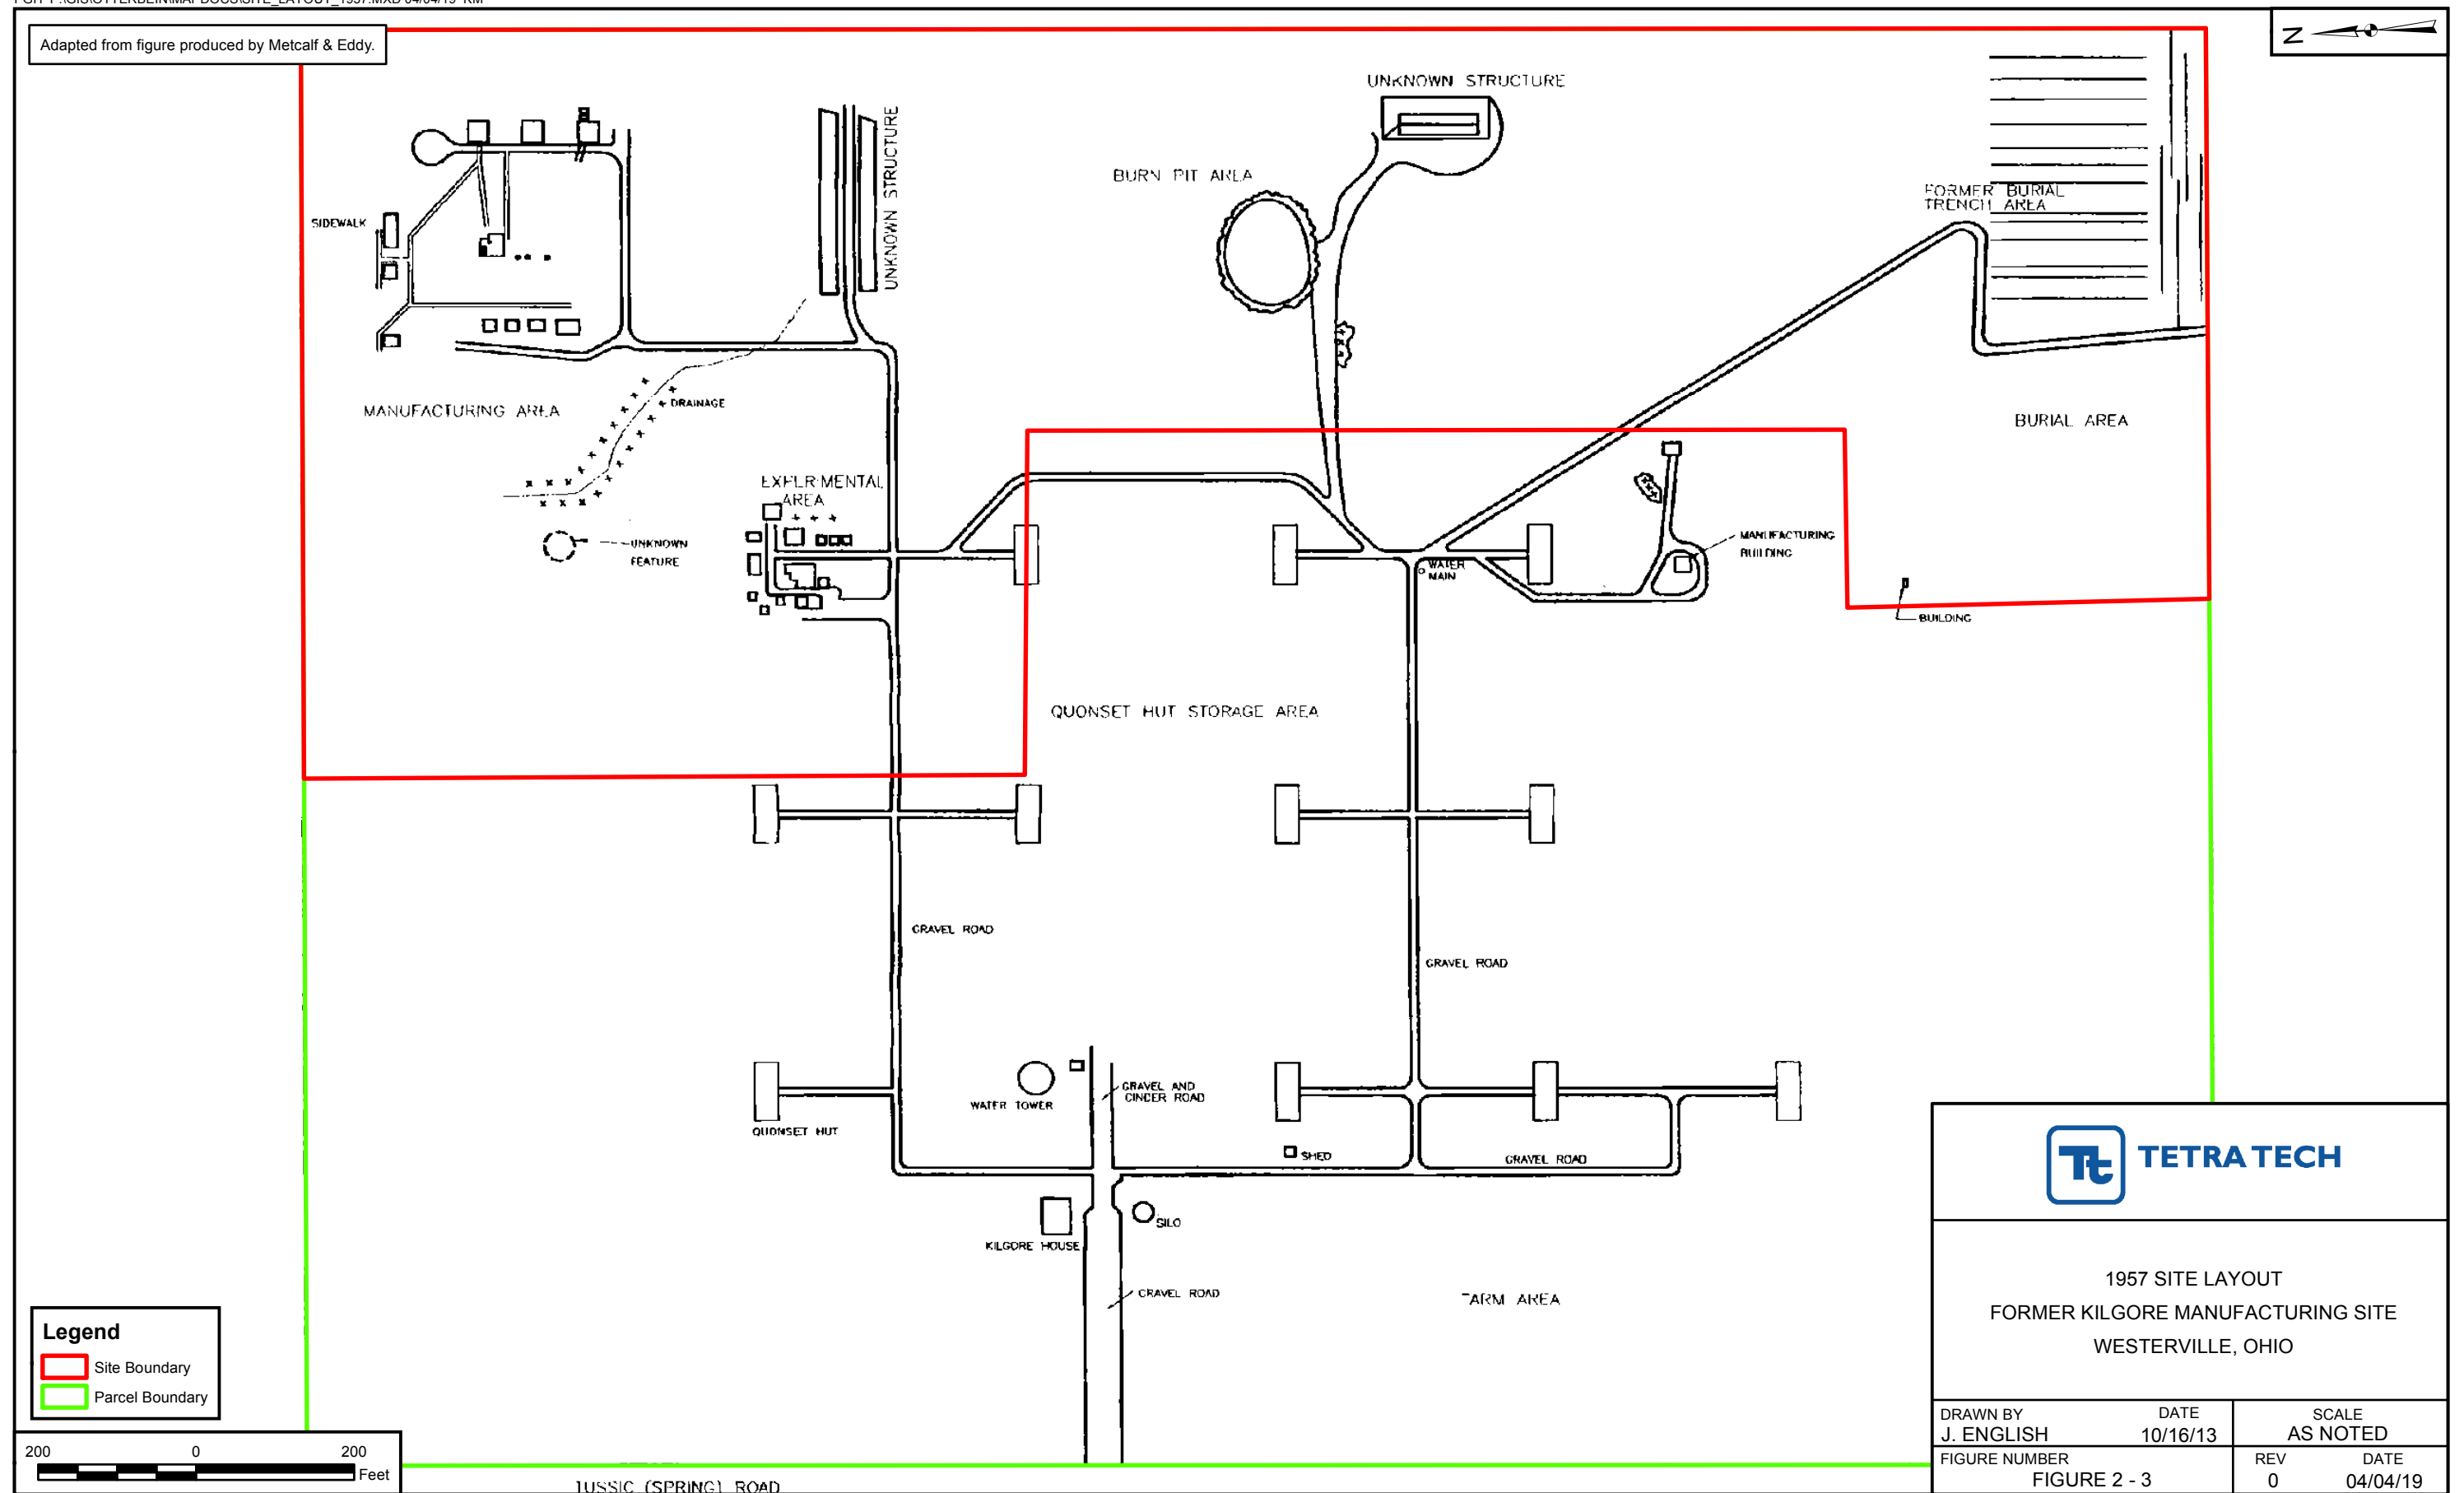 Adapted from figure produced by Metcalf & Eddy.
Z
UNKNOWN STRUCTURE
UNKNOWN STRUCTURE
BURN PIT AREA
FORMER BURIAL
TRENCH AREA
SIDEWALK
MANUFACTURING AREA
DRAINAGE
BURIAL AREA
EXPERIMENTAL
AREA
UNKNOWN
FEATURE
WATER
MAIN
MANUFACTURING
BUILDING
BUILDING
QUONSET HUT STORAGE AREA
GRAVEL ROAD
GRAVEL ROAD
WATER TOWER
GRAVEL AND
CINDER ROAD
QUONSET HUT
SHED
GRAVEL ROAD
SILO
KILGORE HOUSE
GRAVEL ROAD
FARM AREA
Legend
Site Boundary
Parcel Boundary
200 0 200
Feet
(SPRING) ROAD
Tt TETRA TECH
1957 SITE LAYOUT
FORMER KILGORE MANUFACTURING SITE
WESTERVILLE, OHIO
DRAWN BY DATE SCALE
J. ENGLISH 10/16/13 AS NOTED
FIGURE NUMBER REV DATE
FIGURE 2 - 3 0 04/04/19